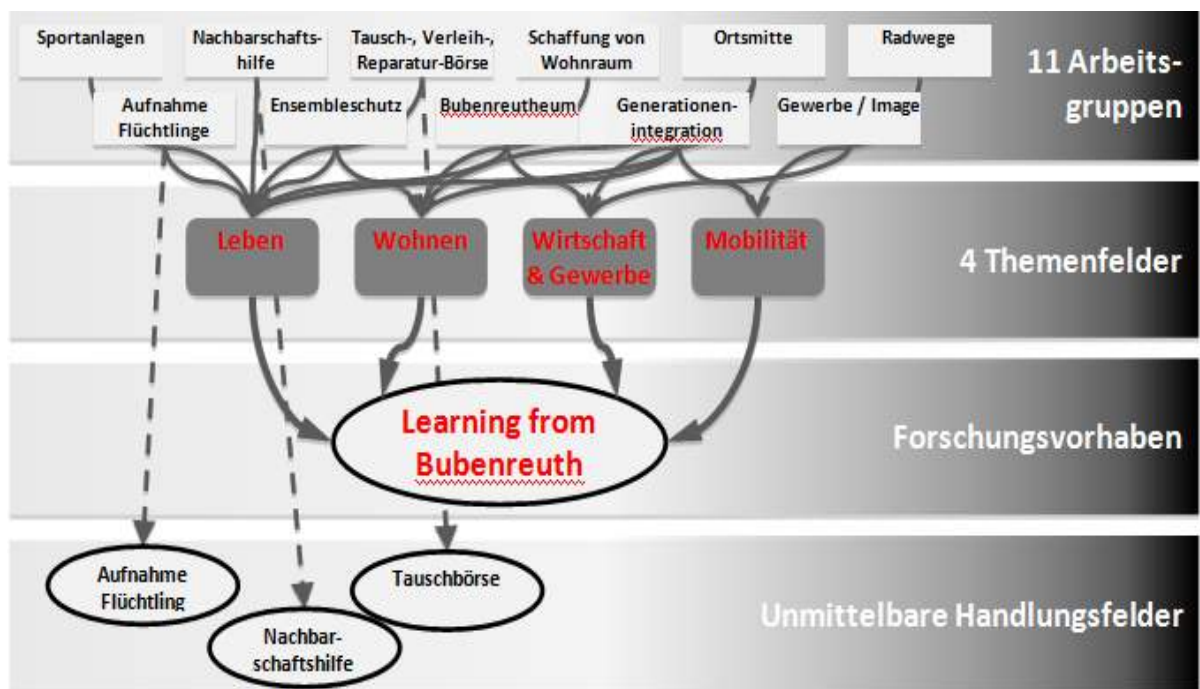 Sportanlagen
Nachbarschafts-
hilfe
Tausch-, Verleih-,
Reparatur-Börse
Schaffung von
Wohnraum
Ortsmitte
Radwege
11 Arbeits-
gruppen
Aufnahme
Flüchtlinge
Ensembleschutz
Bubenreutheum
Generationen-
integration
Gewerbe / Image
Leben
Wohnen
Wirtschaft
& Gewerbe
Mobilität
4 Themenfelder
Learning from
Bubenreuth
Forschungsvorhaben
Aufnahme
Flüchtling
Tauschbörse
Nachbar-
schaftshilfe
Unmittelbare Handlungsfelder